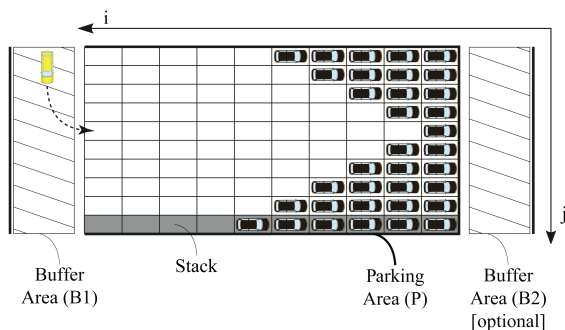 i
j
Buffer
Area (B1)
Stack
Parking
Area (P)
Buffer
Area (B2)
[optional]